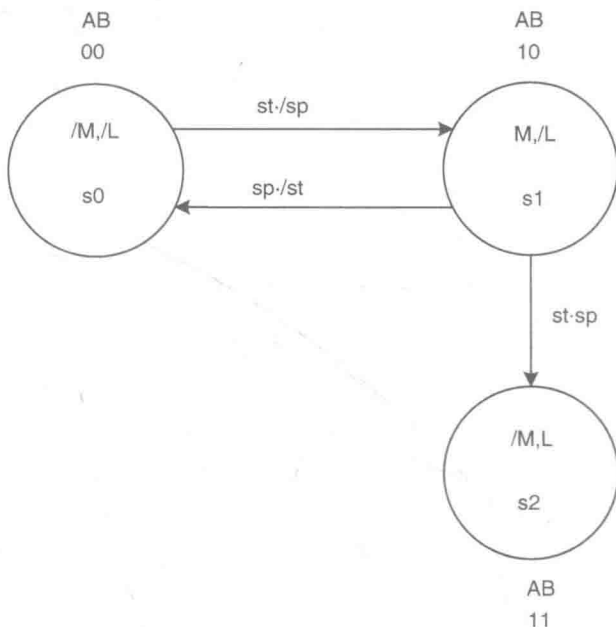 AB
00
AB
10
st·/sp
/M,/L
M,/L
s0
sp·/st
s1
st·sp
/M,L
s2
AB
11